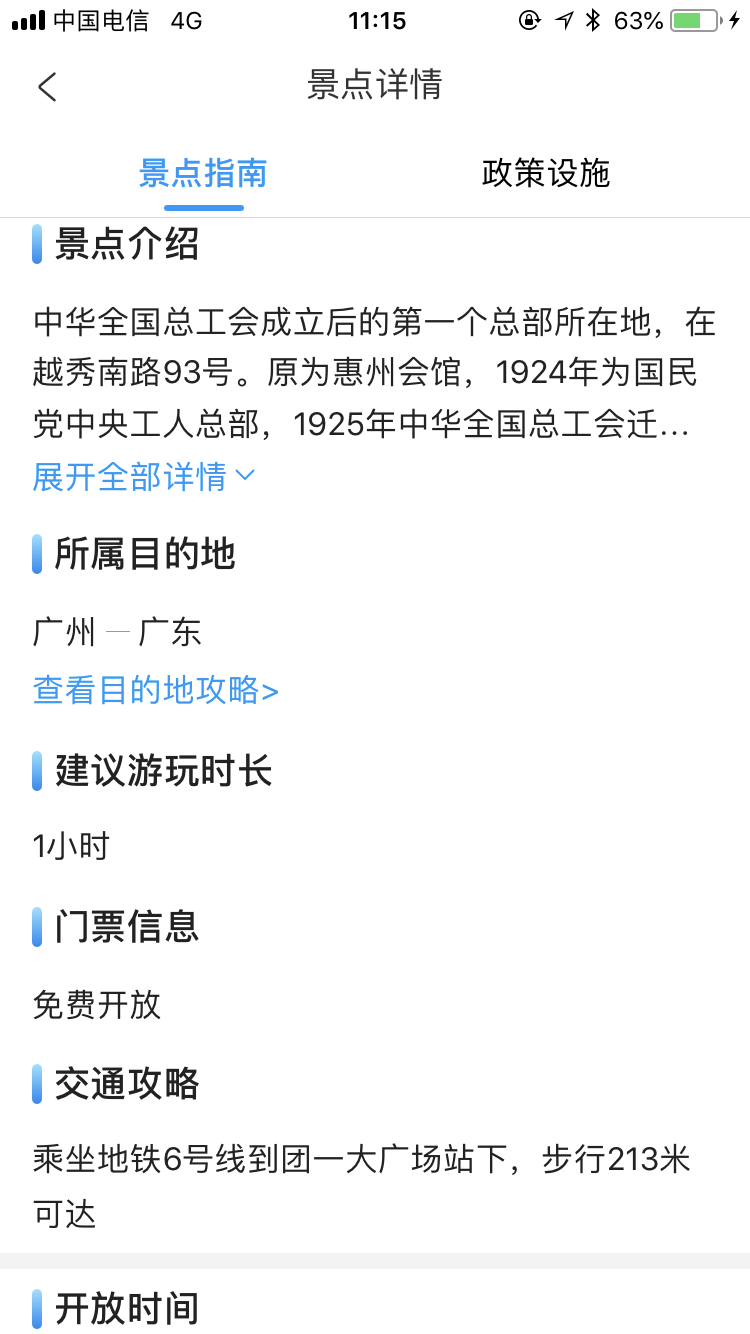 中国电信 4G 11:15 63%
景点详情
景点指南 政策设施
景点介绍
中华全国总工会成立后的第一个总部所在地，在
越秀南路93号。原为惠州会馆，1924年为国民
党中央工人总部，1925年中华全国总工会迁...
展开全部详情
所属目的地
广州 — 广东
查看目的地攻略>
建议游玩时长
1小时
门票信息
免费开放
交通攻略
乘坐地铁6号线到团一大广场站下，步行213米
可达
开放时间